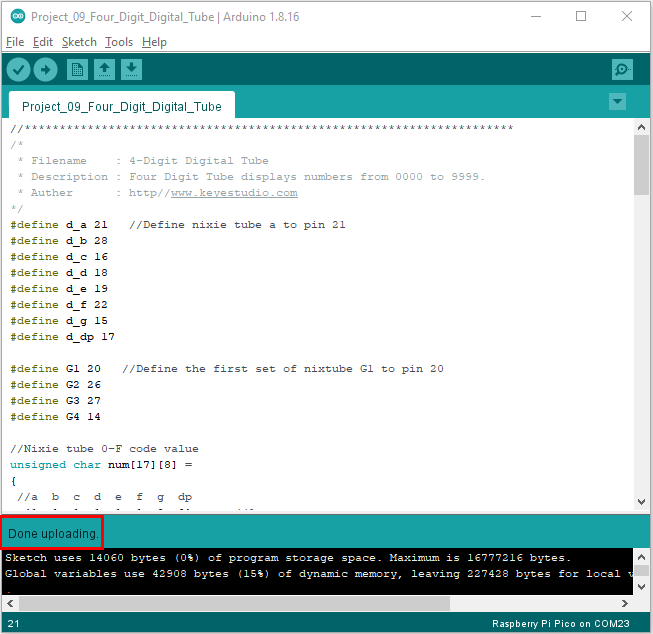 Project_09_Four_Digit_Digital_Tube | Arduino 1.8.16
File Edit Sketch Tools Help
Project_09_Four_Digit_Digital_Tube
//**********************************************************************
/*
 * Filename    : 4-Digit Digital Tube
 * Description : Four Digit Tube displays numbers from 0000 to 9999.
 * Auther      : http//www.keyestudio.com
*/
#define d_a 21   //Define nixie tube a to pin 21
#define d_b 28
#define d_c 16
#define d_d 18
#define d_e 19
#define d_f 22
#define d_g 15
#define d_dp 17
#define G1 20   //Define the first set of nixtube G1 to pin 20
#define G2 26
#define G3 27
#define G4 14
//Nixie tube 0-F code value
unsigned char num[17][8] =
{
 //a  b  c  d  e  f  g  dp
Done uploading.
Sketch uses 14060 bytes (0%) of program storage space. Maximum is 16777216 bytes.
Global variables use 42908 bytes (15%) of dynamic memory, leaving 227428 bytes for local v
21
Raspberry Pi Pico on COM23